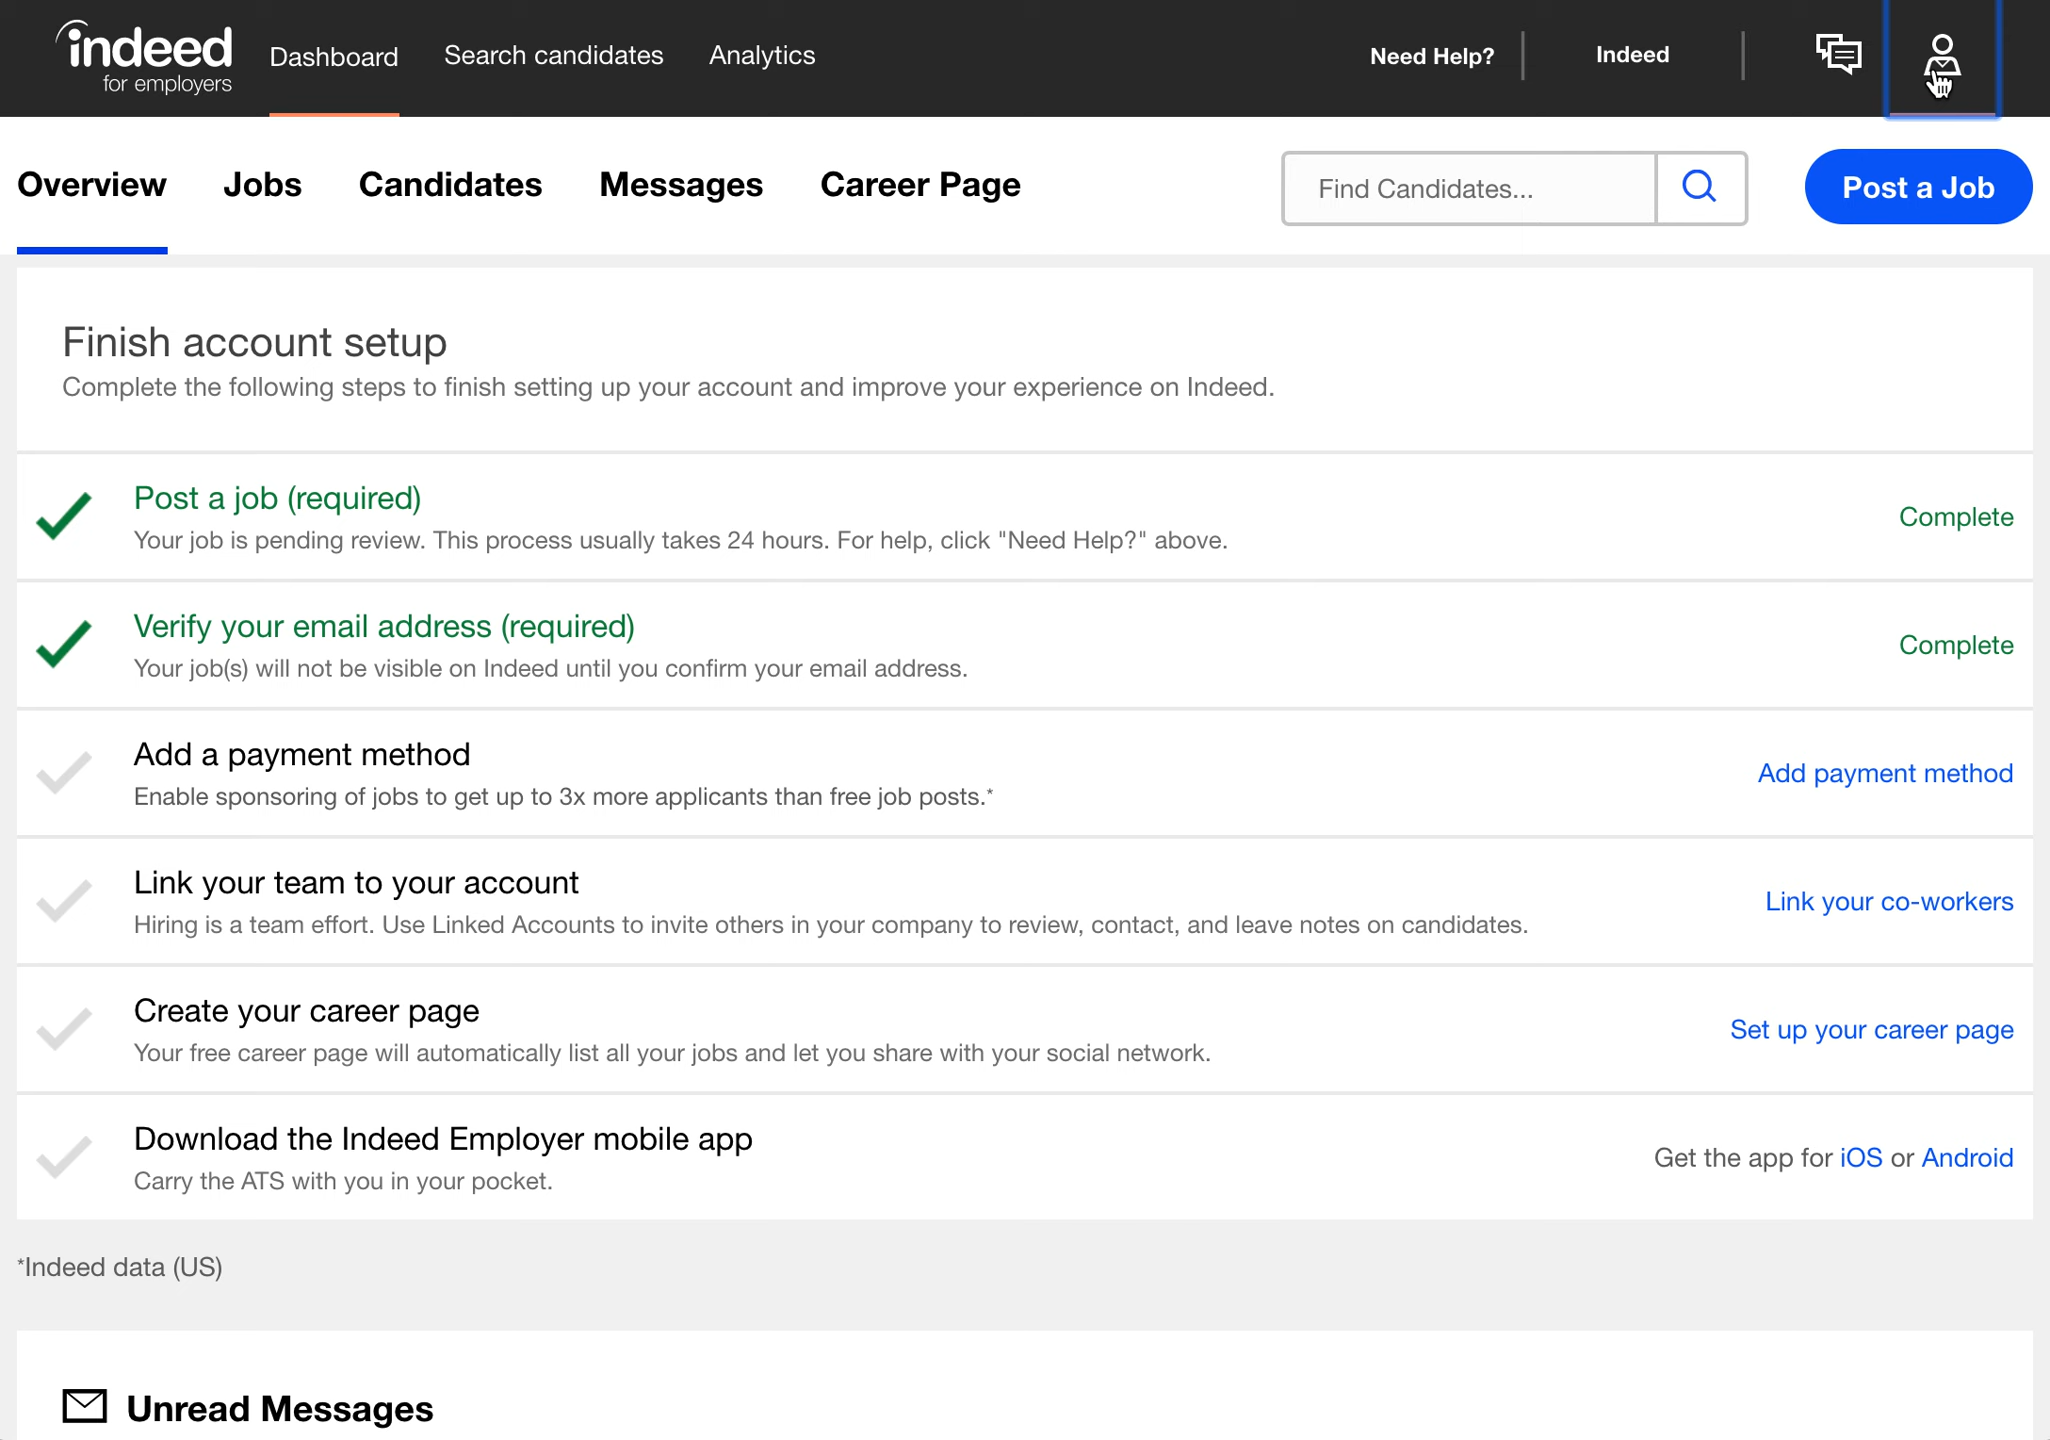 indeed
for employers
Dashboard
Search candidates
Analytics
Need Help?
Indeed
Overview
Jobs
Candidates
Messages
Career Page
Find Candidates...
Post a Job
Finish account setup
Complete the following steps to finish setting up your account and improve your experience on Indeed.
Post a job (required)
Your job is pending review. This process usually takes 24 hours. For help, click "Need Help?" above.
Complete
Verify your email address (required)
Your job(s) will not be visible on Indeed until you confirm your email address.
Complete
Add a payment method
Enable sponsoring of jobs to get up to 3x more applicants than free job posts.*
Add payment method
Link your team to your account
Hiring is a team effort. Use Linked Accounts to invite others in your company to review, contact, and leave notes on candidates.
Link your co-workers
Create your career page
Your free career page will automatically list all your jobs and let you share with your social network.
Set up your career page
Download the Indeed Employer mobile app
Carry the ATS with you in your pocket.
Get the app for iOS or Android
*Indeed data (US)
Unread Messages